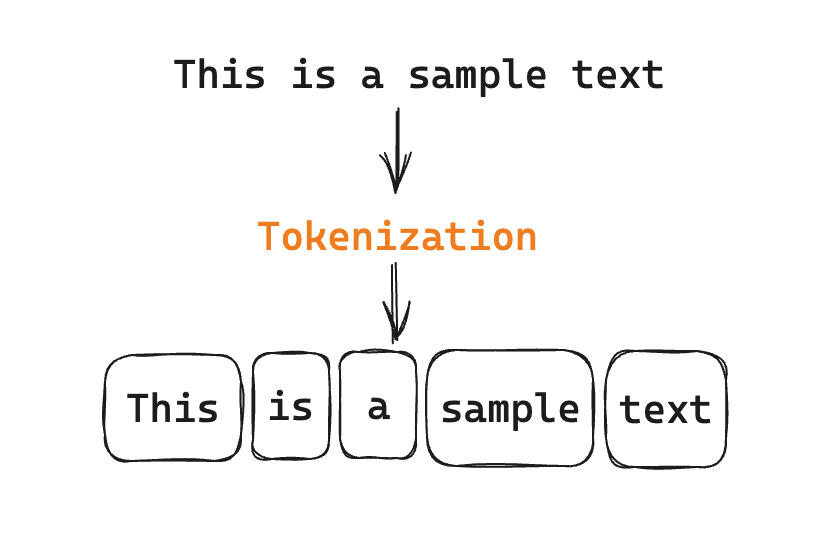 This is a sample text
Tokenization
This is a sample text